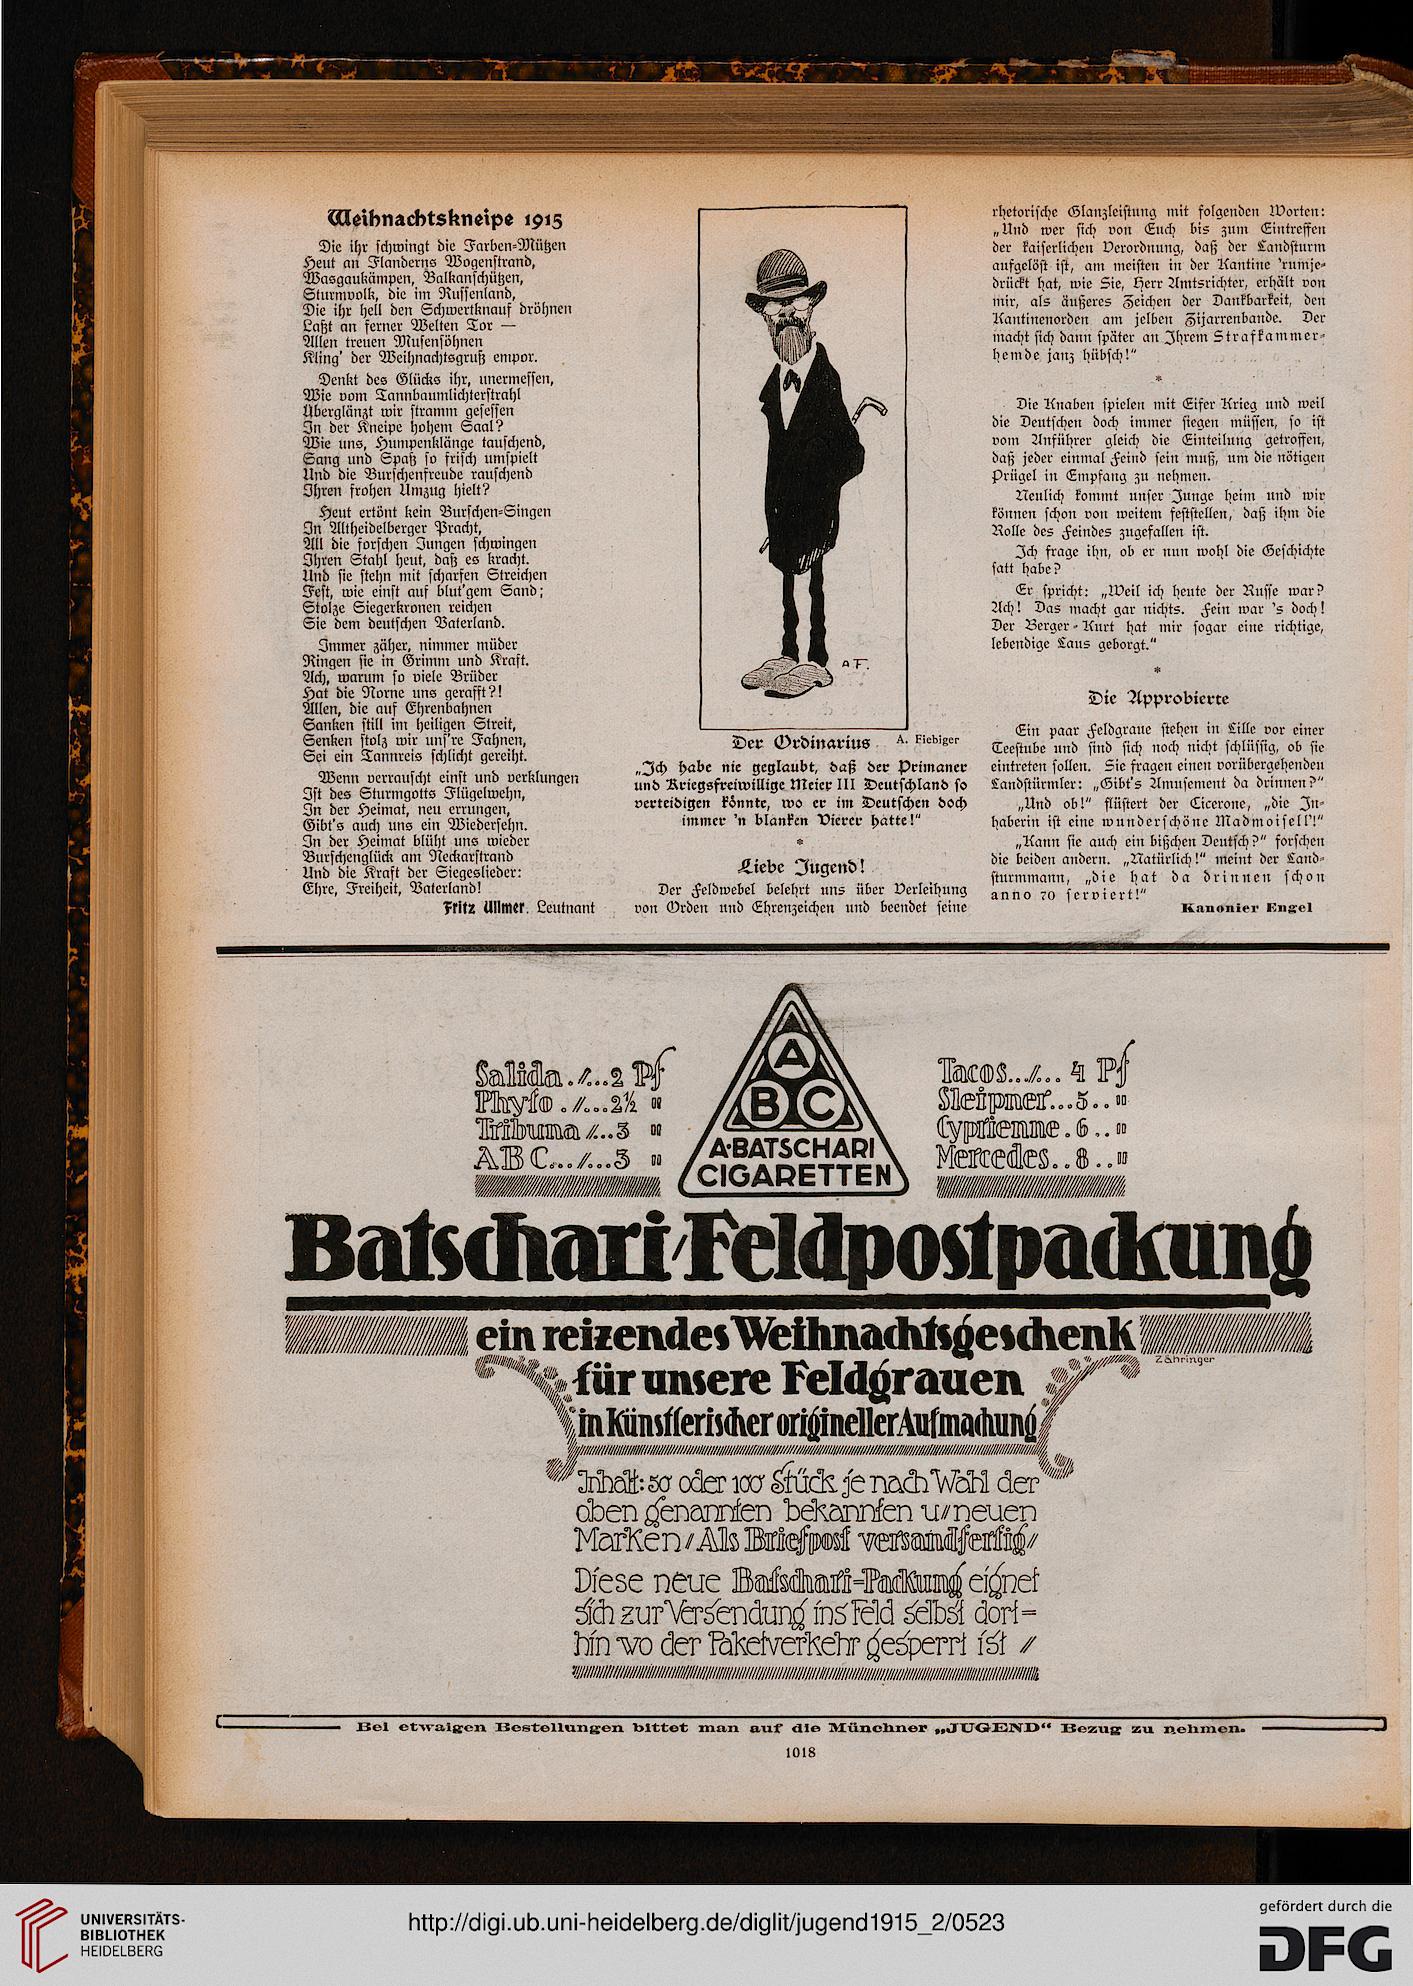 Weihnachtskneipe 1915
Die ihr schwingt die Farben-Mützen
Heut an Flanderns Wogenstrand,
Wasgaukämpen, Balkanschützen,
Sturmvolk, die im Russenland,
Die ihr hell den Schwertknauf dröhnen
Laßt an ferner Welten Tor —
Allen treuen Musensöhnen
Kling' der Weihnachtsgruß empor.
Denkt des Glücks ihr, unermessen,
Wie vom Tannbaumlichterstrahl
Überglänzt wir stramm gesessen
In der Kneipe hohem Saal?
Wie uns, Humpenklänge tauschend,
Sang und Spaß so frisch umspielt
Und die Burschenfreude rauschend
Ihren frohen Umzug hielt?
Heut ertönt kein Burschen-Singen
In Altheidelberger Pracht,
All die forschen Jungen schwingen
Ihren Stahl heut, daß es kracht.
Und sie stehn mit scharfen Streichen
Fest, wie einst auf blut'gem Sand;
Stolze Siegerkronen reichen
Sie dem deutschen Vaterland.
Immer zäher, nimmer müder
Ringen sie in Grimm und Kraft.
Ach, warum so viele Brüder
Hat die Norne uns gerafft?!
Allen, die auf Ehrenbahnen
Sanken still im heiligen Streit,
Senken stolz wir uns're Fahnen,
Sei ein Tannreis schlicht gereiht.
Wenn verrauscht einst und verklungen
Ist des Sturmgotts Flügelwehn,
In der Heimat, neu errungen,
Gibt's auch uns ein Wiedersehn.
In der Heimat blüht uns wieder
Burschenglück am Neckarstrand
Und die Kraft der Siegeslieder:
Ehre, Freiheit, Vaterland!
Fritz Ullmer, Leutnant
A F.
Der Ordinarius A. Fiebiger
„Ich habe nie geglaubt, daß der Primaner
und Kriegsfreiwillige Meier III Deutschland so
verteidigen könnte, wo er im Deutschen doch
immer 'n blanken Vierer hatte!“
*
Liebe Jugend!
Der Feldwebel belehrt uns über Verleihung
von Orden und Ehrenzeichen und beendet seine
rhetorische Glanzleistung mit folgenden Worten:
„Und wer sich von Euch bis zum Eintreffen
der kaiserlichen Verordnung, daß der Landsturm
aufgelöst ist, am meisten in der Kantine 'rumje-
drückt hat, wie Sie, Herr Amtsrichter, erhält von
mir, als äußeres Zeichen der Dankbarkeit, den
Kantinenorden am jelben Zijarrenbande. Der
macht sich dann später an Ihrem Strafkammer-
hemde janz hübsch!“
*
Die Knaben spielen mit Eifer Krieg und weil
die Deutschen doch immer siegen müssen, so ist
vom Anführer gleich die Einteilung getroffen,
daß jeder einmal Feind sein muß, um die nötigen
Prügel in Empfang zu nehmen.
Neulich kommt unser Junge heim und wir
können schon von weitem feststellen, daß ihm die
Rolle des Feindes zugefallen ist.
Ich frage ihn, ob er nun wohl die Geschichte
satt habe?
Er spricht: „Weil ich heute der Russe war?
Ach! Das macht gar nichts. Fein war 's doch!
Der Berger-Kurt hat mir sogar eine richtige,
lebendige Laus geborgt.“
*
Die Approbierte
Ein paar Feldgraue stehen in Lille vor einer
Teestube und sind sich noch nicht schlüssig, ob sie
eintreten sollen. Sie fragen einen vorübergehenden
Landstürmler: „Gibt's Amusement da drinnen?“
„Und ob!“ flüstert der Cicerone, „die In-
haberin ist eine wunderschöne Madmoisell'!“
„Kann sie auch ein bißchen Deutsch?“ forschen
die beiden andern. „Natürlich!“ meint der Land-
sturmmann, „die hat da drinnen schon
anno 70 serviert!“
Kanonier Engel
Salida . // ... 2 Pf
Phyfo . // ... 2½ "
Tribuna // .. 3 "
ABC ... // ... 3 "
A
B C
A·BATSCHARI
CIGARETTEN
Tacos ... // ... 4 Pf
Sleipner ... 5 .. "
Cyprienne . 6 .. "
Mercedes .. 8 .. "
Batschari/Feldpostpackung
ein reizendes Weihnachtsgeschenk
Zähringer
für unsere Feldgrauen
in künstlerischer origineller Aufmachung
Inhalt: 50 oder 100 Stück je nach Wahl der
oben genannten bekannten u// neuen
Marken // Als Briefpost versandfertig //
Diese neue Batschari-Packung eignet
sich zur Versendung ins Feld selbst dort=
hin wo der Paketverkehr gesperrt ist //
Bei etwaigen Bestellungen bittet man auf die Münchner „JUGEND“ Bezug zu nehmen.
1018
UNIVERSITÄTS-
BIBLIOTHEK
HEIDELBERG
http://digi.ub.uni-heidelberg.de/diglit/jugend1915_2/0523
gefördert durch die
DFG